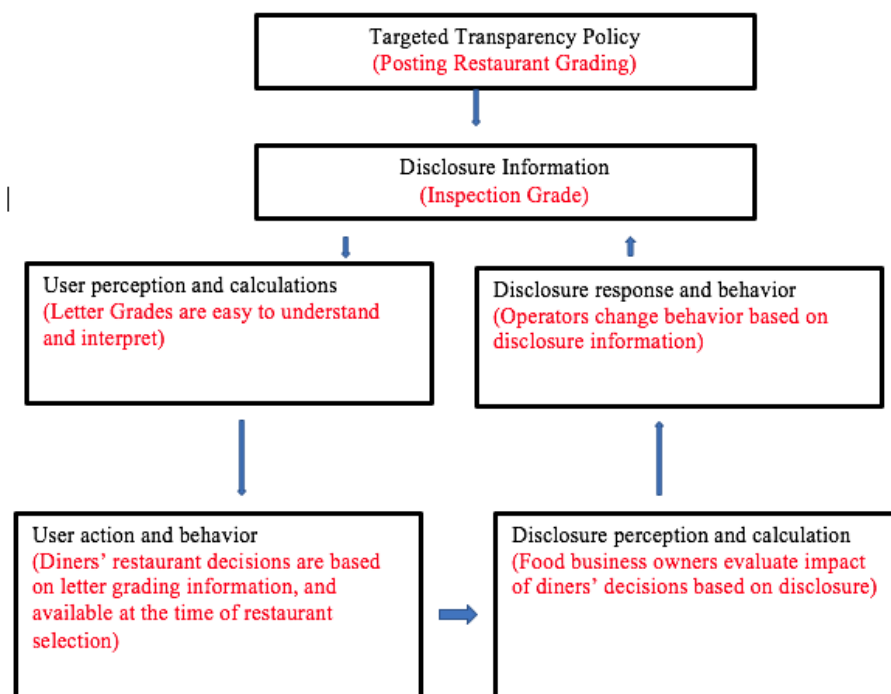 Targeted Transparency Policy
(Posting Restaurant Grading)
Disclosure Information
(Inspection Grade)
User perception and calculations
(Letter Grades are easy to understand
and interpret)
Disclosure response and behavior
(Operators change behavior based on
disclosure information)
User action and behavior
(Diners’ restaurant decisions are based
on letter grading information, and
available at the time of restaurant
selection)
Disclosure perception and calculation
(Food business owners evaluate impact
of diners’ decisions based on disclosure)